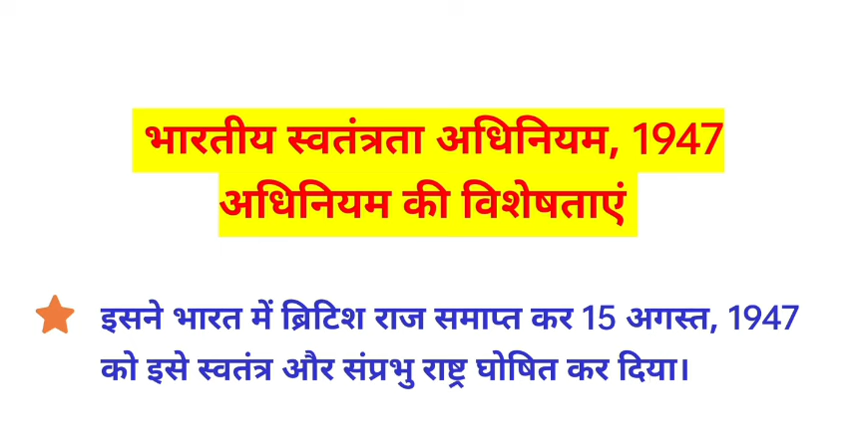 भारतीय स्वतंत्रता अधिनियम, 1947
अधिनियम की विशेषताएं
इसने भारत में ब्रिटिश राज समाप्त कर 15 अगस्त, 1947
को इसे स्वतंत्र और संप्रभु राष्ट्र घोषित कर दिया।